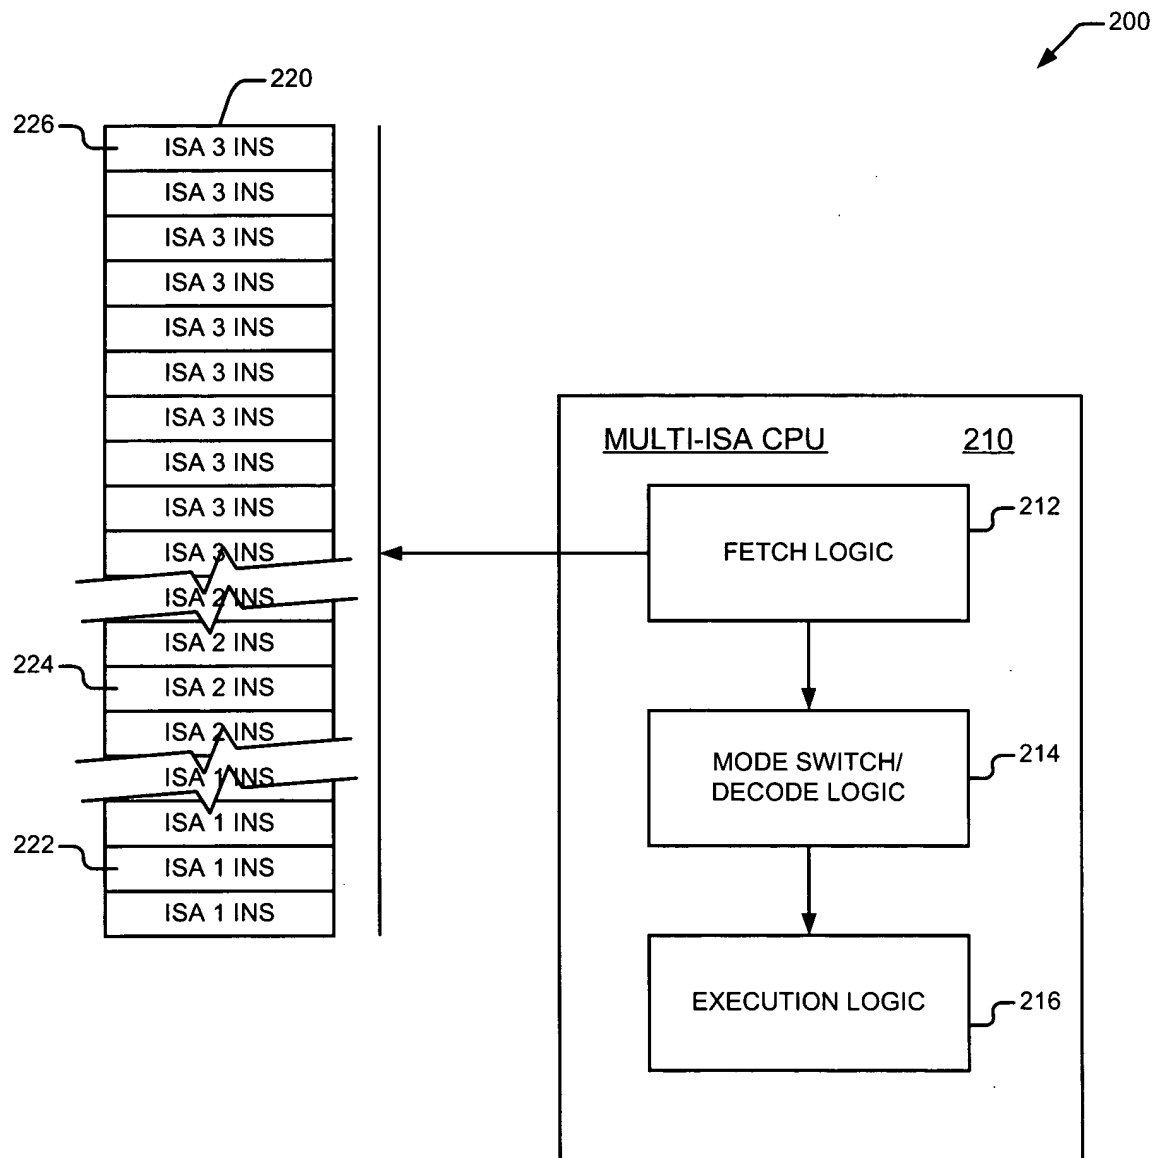 200
220
226
ISA 3 INS
ISA 3 INS
ISA 3 INS
ISA 3 INS
ISA 3 INS
ISA 3 INS
ISA 3 INS
ISA 3 INS
ISA 3 INS
ISA 3 INS
ISA 2 INS
ISA 2 INS
224
ISA 2 INS
ISA 2 INS
ISA 1 INS
ISA 1 INS
222
ISA 1 INS
ISA 1 INS
MULTI-ISA CPU 210
FETCH LOGIC
212
MODE SWITCH/
DECODE LOGIC
214
EXECUTION LOGIC
216